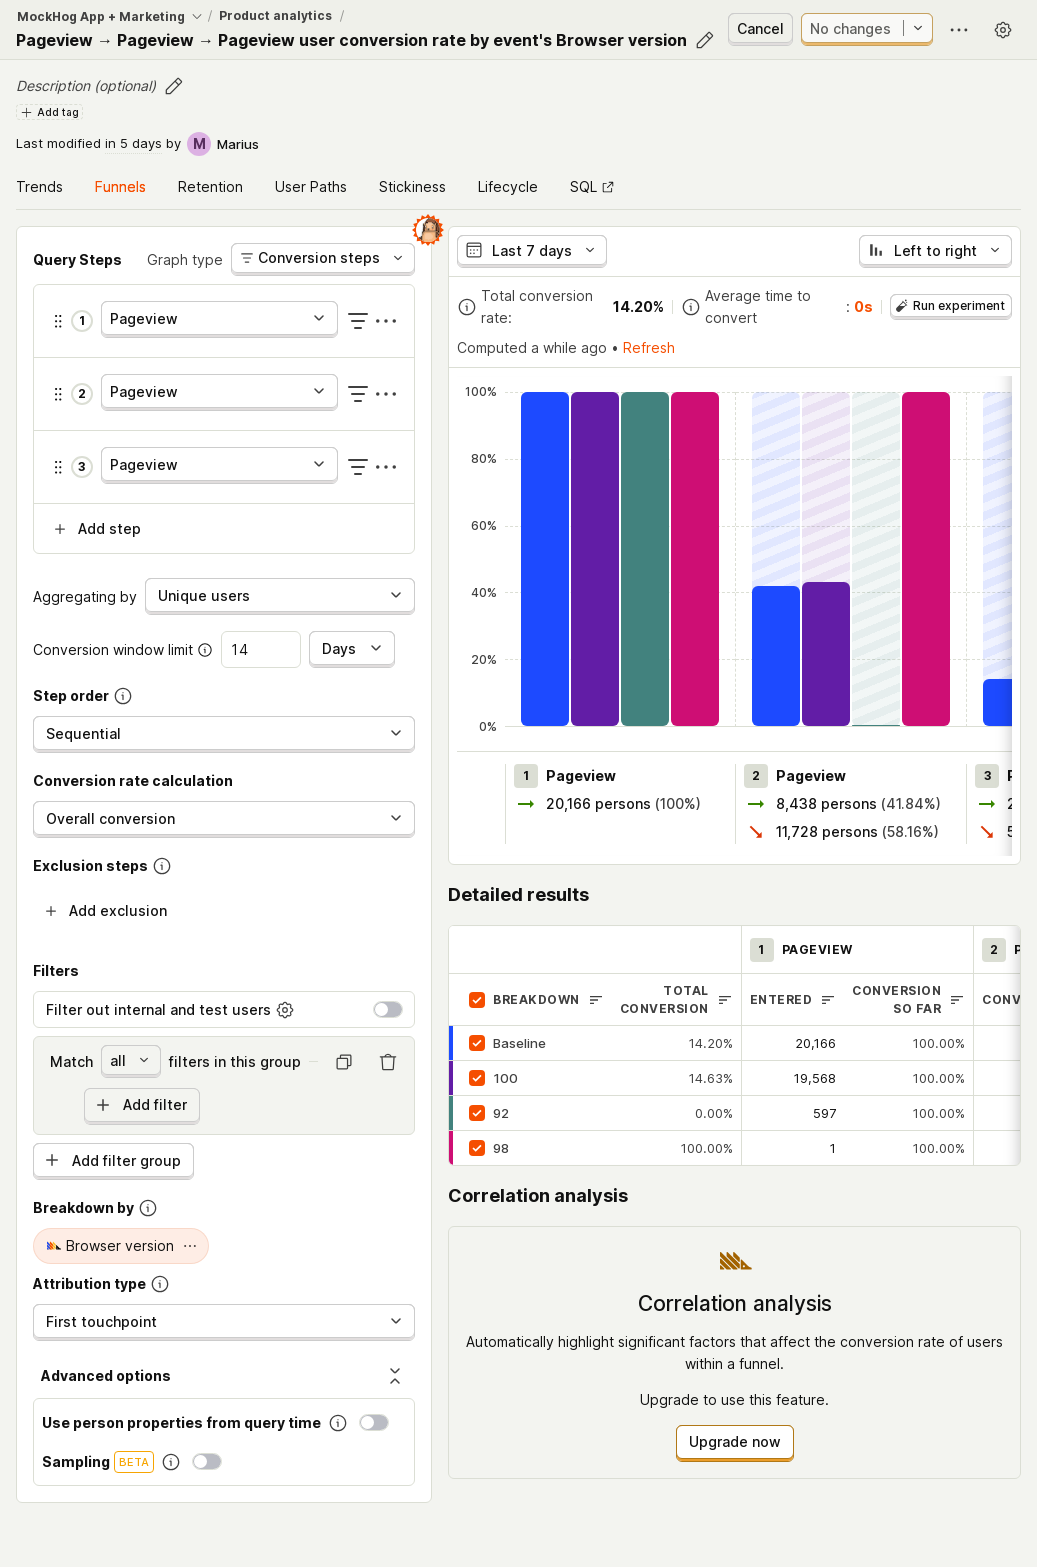 MockHog App + Marketing / Product analytics /
Pageview → Pageview → Pageview user conversion rate by event's Browser version
Cancel
No changes
Description (optional)
Add tag
Last modified in 5 days by M Marius
Trends Funnels Retention User Paths Stickiness Lifecycle SQL
Query Steps Graph type Conversion steps
1 Pageview
2 Pageview
3 Pageview
Add step
Aggregating by Unique users
Conversion window limit 14 Days
Step order
Sequential
Conversion rate calculation
Overall conversion
Exclusion steps
Add exclusion
Filters
Filter out internal and test users
Match all filters in this group
Add filter
Add filter group
Breakdown by
Browser version
Attribution type
First touchpoint
Advanced options
Use person properties from query time
Sampling BETA
Last 7 days
Left to right
Total conversion rate: 14.20%
Average time to convert : 0s
Run experiment
Computed a while ago • Refresh
100%
80%
60%
40%
20%
0%
1 Pageview
20,166 persons (100%)
2 Pageview
8,438 persons (41.84%)
11,728 persons (58.16%)
3
Detailed results
1 PAGEVIEW 2
BREAKDOWN TOTAL CONVERSION ENTERED CONVERSION SO FAR
Baseline 14.20% 20,166 100.00%
100 14.63% 19,568 100.00%
92 0.00% 597 100.00%
98 100.00% 1 100.00%
Correlation analysis
Correlation analysis
Automatically highlight significant factors that affect the conversion rate of users
within a funnel.
Upgrade to use this feature.
Upgrade now